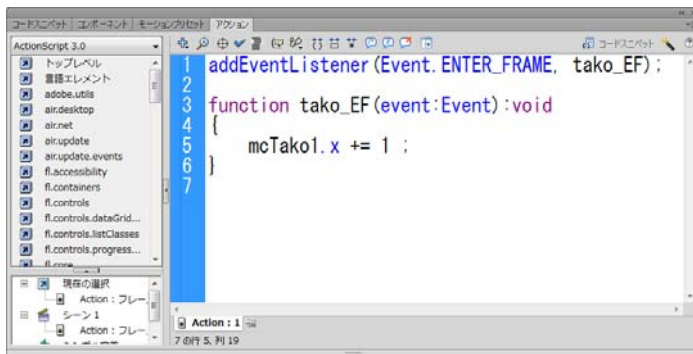 コードスニペット コンポーネント モーションプリセット アクション
ActionScript 3.0
コードスニペット
トップレベル
言語エレメント
adobe.utils
air.desktop
air.net
air.update
air.update.events
fl.accessibility
fl.containers
fl.controls
fl.controls.dataGrid...
fl.controls.listClasses
fl.controls.progress...
fl.core
現在の選択
Action : フレー
シーン 1
Action : フレー
1 addEventListener(Event.ENTER_FRAME, tako_EF);
2
3 function tako_EF(event:Event):void
4 {
5 mcTako1.x += 1 ;
6 }
7
Action : 1
7 の行 5, 列 19